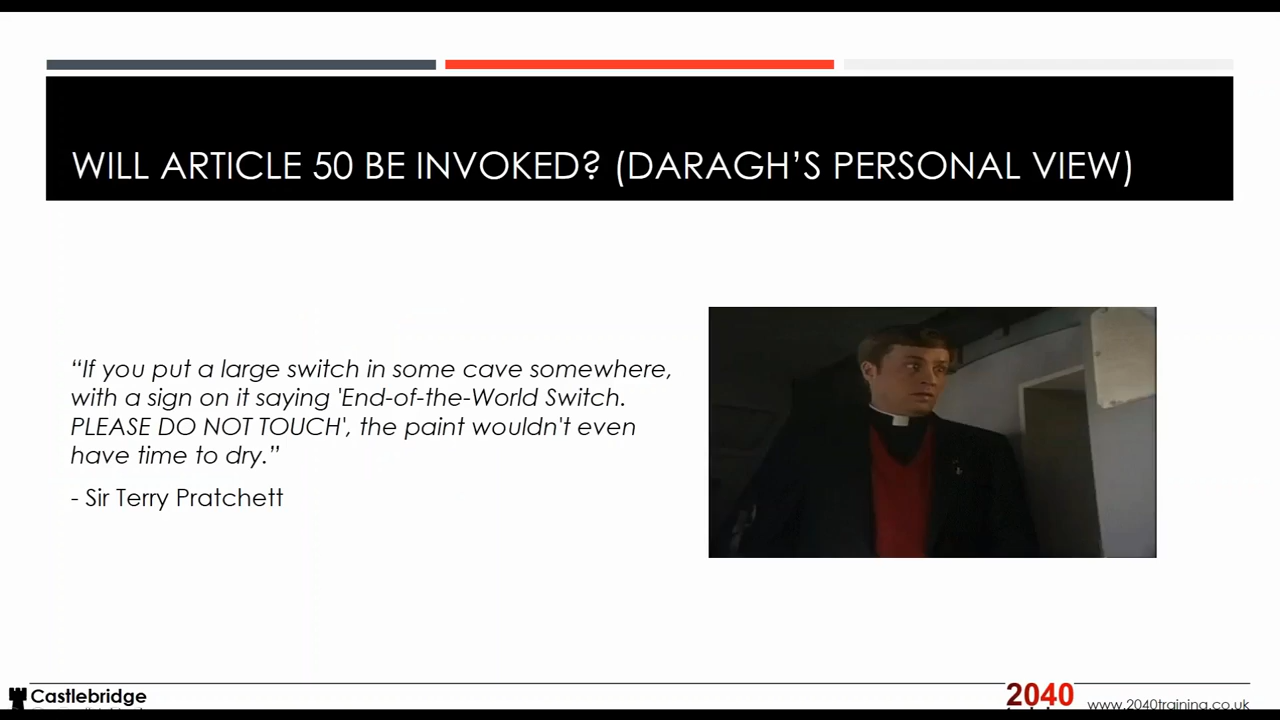 WILL ARTICLE 50 BE INVOKED? (DARAGH’S PERSONAL VIEW)
“If you put a large switch in some cave somewhere,
with a sign on it saying 'End-of-the-World Switch.
PLEASE DO NOT TOUCH', the paint wouldn't even
have time to dry.”
- Sir Terry Pratchett
Castlebridge
2040
www.2040training.co.uk